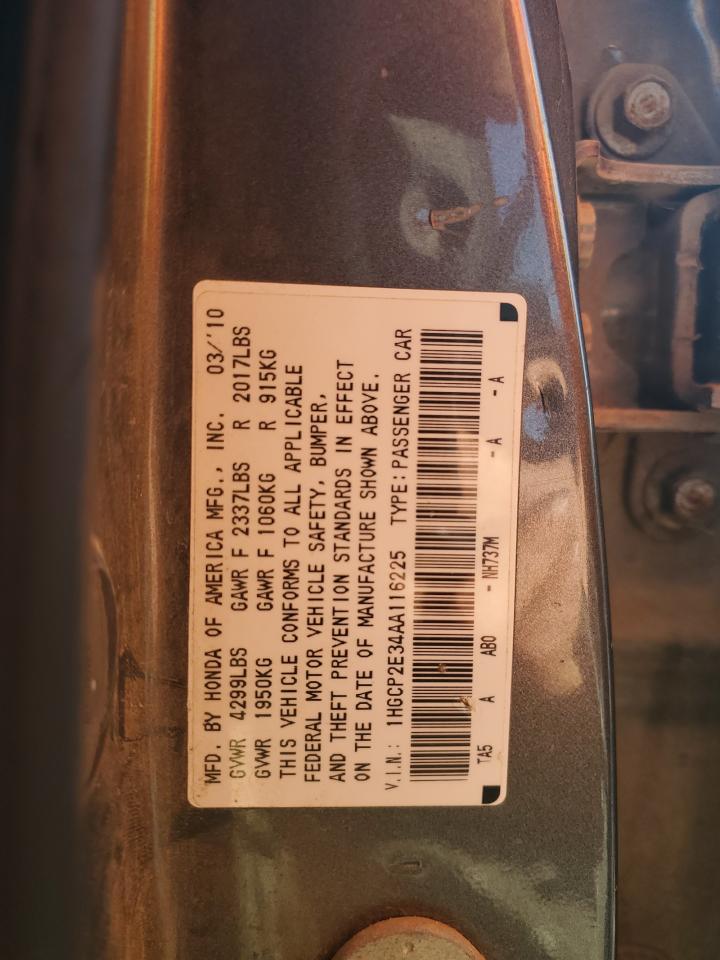 MFD. BY HONDA OF AMERICA MFG., INC. 03/'10
GVWR 4299LBS GAWR F 2337LBS R 2017LBS
GVWR 1950KG GAWR F 1060KG R 915KG
THIS VEHICLE CONFORMS TO ALL APPLICABLE
FEDERAL MOTOR VEHICLE SAFETY, BUMPER,
AND THEFT PREVENTION STANDARDS IN EFFECT
ON THE DATE OF MANUFACTURE SHOWN ABOVE.
V.I.N.: 1HGCP2E34AA116225 TYPE: PASSENGER CAR
TA5 A AB0 - NH737M - A - A